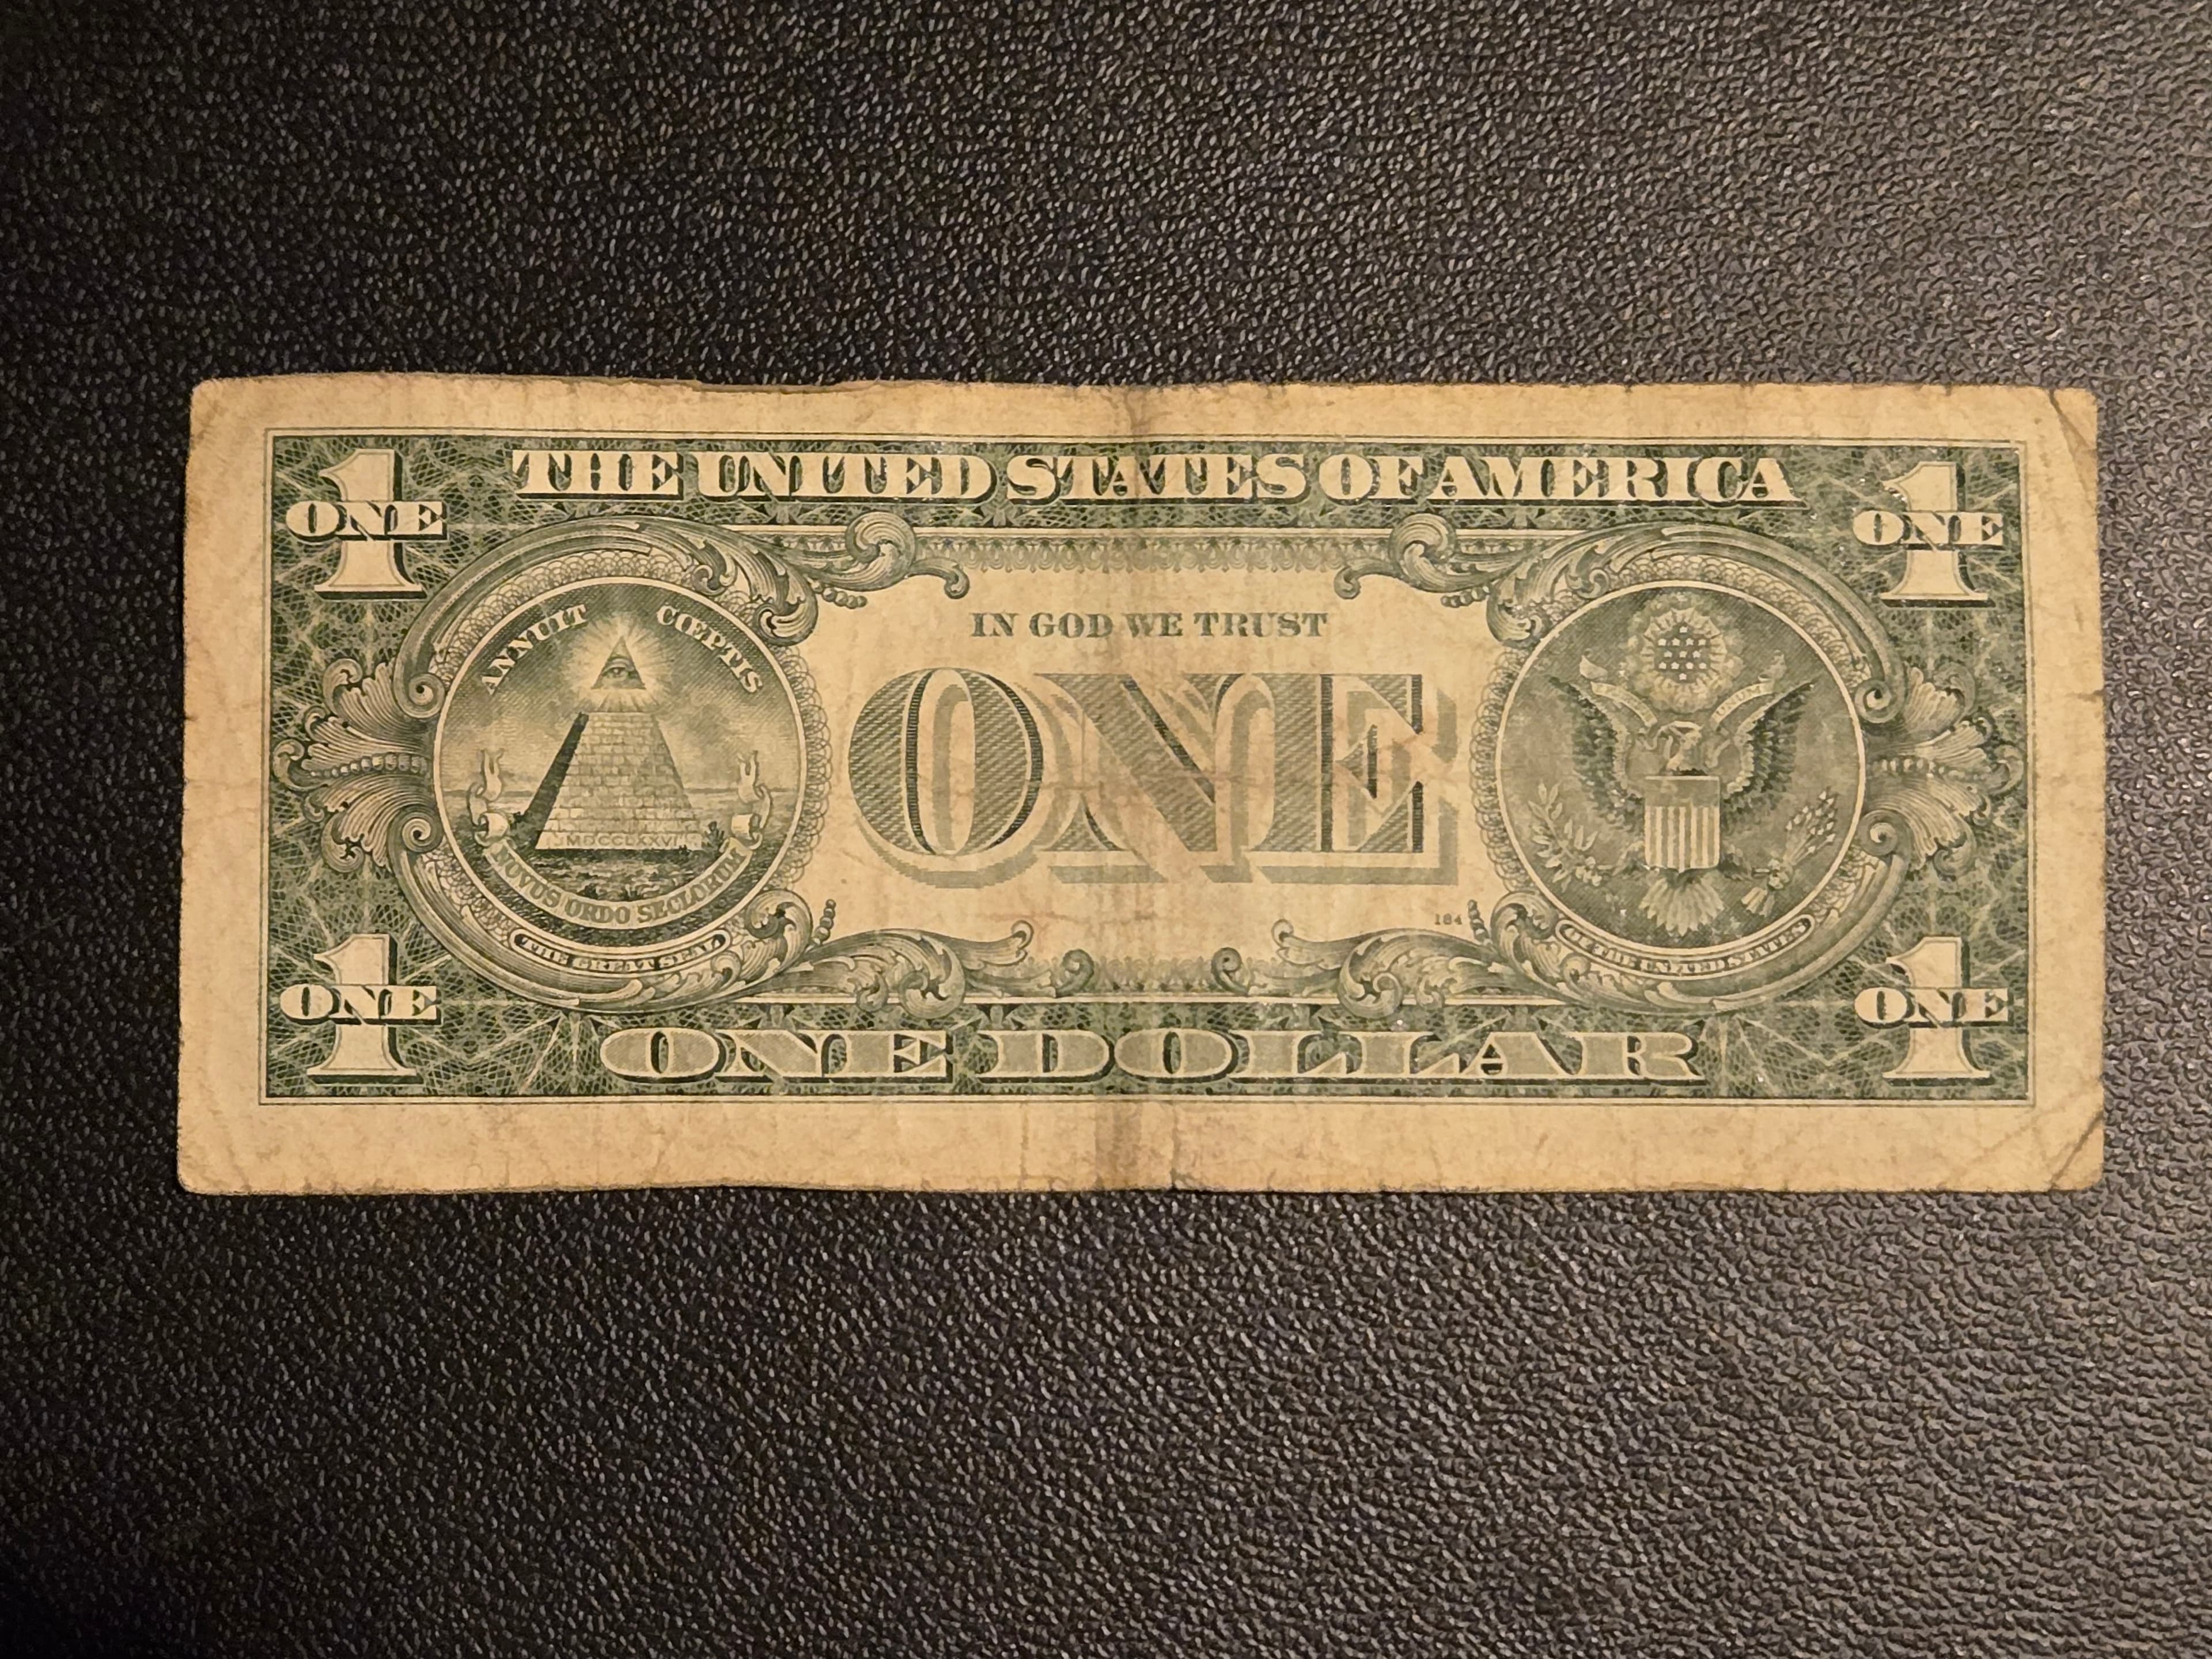 1 THE UNITED STATES OF AMERICA 1
ONE ONE
ANNUIT CŒPTIS
IN GOD WE TRUST
ONE
MDCCLXXVI
NOVUS ORDO SECLORUM
184
THE GREAT SEAL
OF THE UNITED STATES
1 1
ONE ONE
ONE DOLLAR